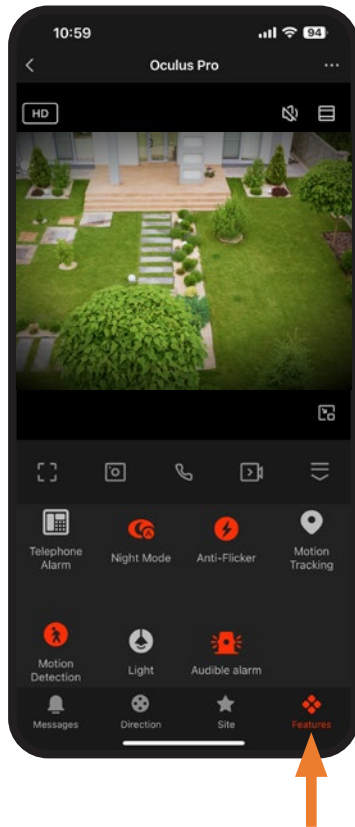 10:59
94
Oculus Pro
HD
Telephone
Alarm
Night Mode
Anti-Flicker
Motion
Tracking
Motion
Detection
Light
Audible alarm
Messages
Direction
Site
Features